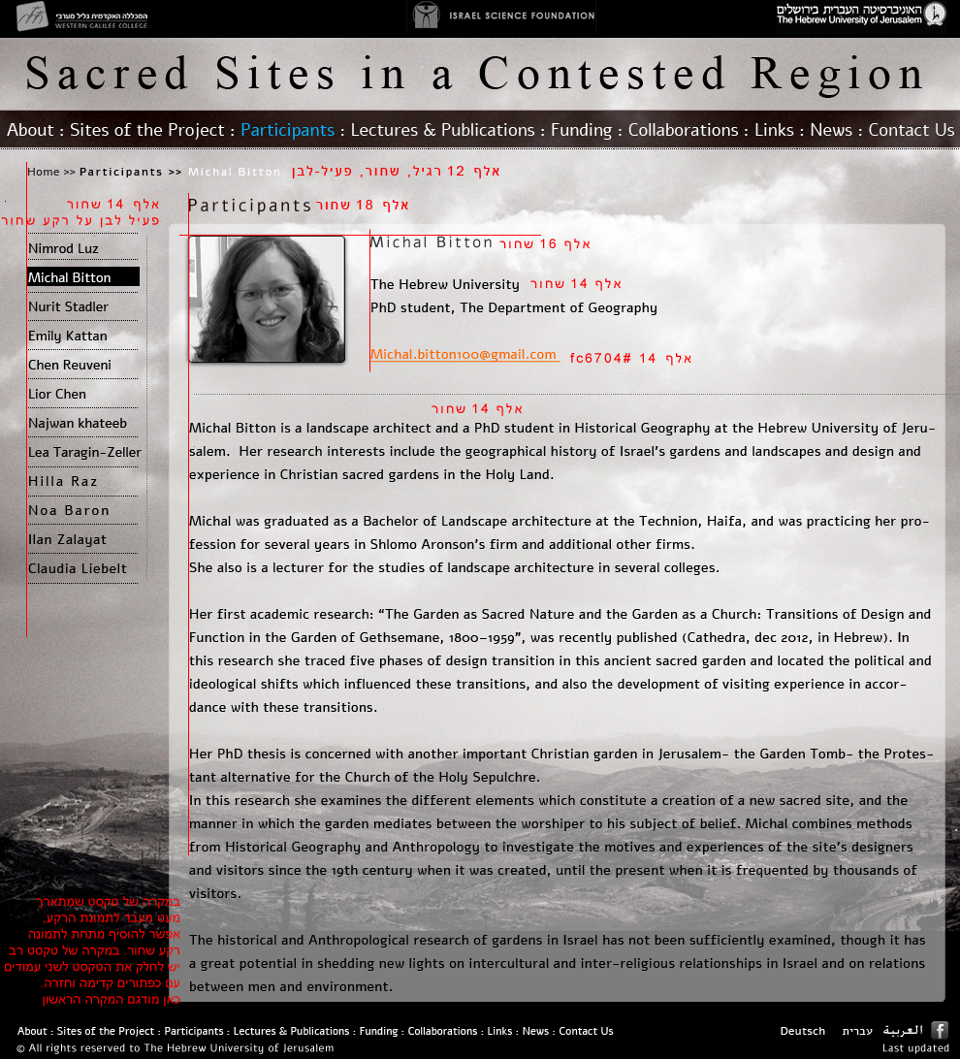 המכללה האקדמית גליל מערבי
WESTERN GALILEE COLLEGE
ISRAEL SCIENCE FOUNDATION
האוניברסיטה העברית בירושלים
The Hebrew University of Jerusalem
Sacred Sites in a Contested Region
About : Sites of the Project : Participants : Lectures & Publications : Funding : Collaborations : Links : News : Contact Us
Home >> Participants >> Michal Bitton אלף 12 רגיל, שחור, פעיל-לבן
אלף 14 שחור
פעיל לבן על רקע שחור
Nimrod Luz
Michal Bitton
Nurit Stadler
Emily Kattan
Chen Reuveni
Lior Chen
Najwan khateeb
Lea Taragin-Zeller
Hilla Raz
Noa Baron
Ilan Zalayat
Claudia Liebelt
Participants אלף 18 שחור
Michal Bitton אלף 16 שחור
The Hebrew University אלף 14 שחור
PhD student, The Department of Geography
Michal.bitton100@gmail.com אלף 14 #fc6704
אלף 14 שחור
Michal Bitton is a landscape architect and a PhD student in Historical Geography at the Hebrew University of Jeru-
salem. Her research interests include the geographical history of Israel's gardens and landscapes and design and
experience in Christian sacred gardens in the Holy Land.
Michal was graduated as a Bachelor of Landscape architecture at the Technion, Haifa, and was practicing her pro-
fession for several years in Shlomo Aronson's firm and additional other firms.
She also is a lecturer for the studies of landscape architecture in several colleges.
Her first academic research: “The Garden as Sacred Nature and the Garden as a Church: Transitions of Design and
Function in the Garden of Gethsemane, 1800–1959”, was recently published (Cathedra, dec 2012, in Hebrew). In
this research she traced five phases of design transition in this ancient sacred garden and located the political and
ideological shifts which influenced these transitions, and also the development of visiting experience in accor-
dance with these transitions.
Her PhD thesis is concerned with another important Christian garden in Jerusalem- the Garden Tomb- the Protes-
tant alternative for the Church of the Holy Sepulchre.
In this research she examines the different elements which constitute a creation of a new sacred site, and the
manner in which the garden mediates between the worshiper to his subject of belief. Michal combines methods
from Historical Geography and Anthropology to investigate the motives and experiences of the site's designers
and visitors since the 19th century when it was created, until the present when it is frequented by thousands of
visitors.
The historical and Anthropological research of gardens in Israel has not been sufficiently examined, though it has
a great potential in shedding new lights on intercultural and inter-religious relationships in Israel and on relations
between men and environment.
במקרה של טקסט שמתארך
מעט מעבר לתמונת הרקע,
אפשר להוסיף מתחת לתמונה
רקע שחור. במקרה של טקסט רב
יש לחלק את הטקסט לשני עמודים
עם כפתורים קדימה וחזרה.
כאן מודגם המקרה הראשון
About : Sites of the Project : Participants : Lectures & Publications : Funding : Collaborations : Links : News : Contact Us
Deutsch עברית العربية f
© All rights reserved to The Hebrew University of Jerusalem
Last updated